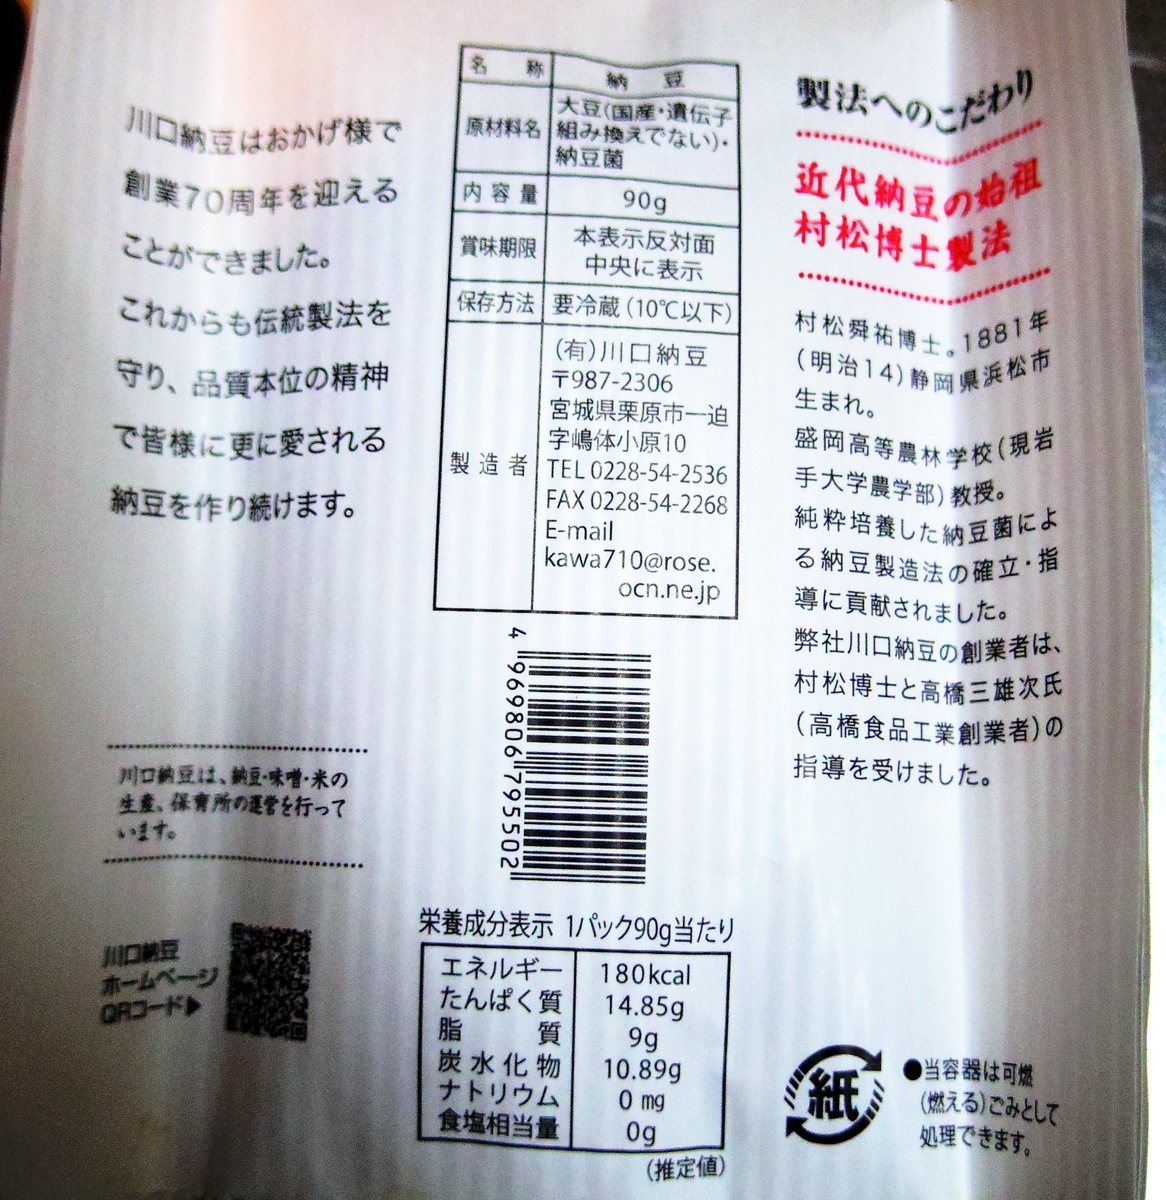 川口納豆はおかげ様で
創業70周年を迎える
ことができました。
これからも伝統製法を
守り、品質本位の精神
で皆様に更に愛される
納豆を作り続けます。
川口納豆は、納豆・味噌・米の
生産、保育所の運営を行って
います。
川口納豆
ホームページ
QRコード▶
名称 納豆
原材料名 大豆(国産・遺伝子
組み換えでない)・
納豆菌
内容量 90g
賞味期限 本表示反対面
中央に表示
保存方法 要冷蔵(10℃以下)
製造者 (有)川口納豆
〒987-2306
宮城県栗原市一迫
字嶋体小原10
TEL 0228-54-2536
FAX 0228-54-2268
E-mail
kawa710@rose.
ocn.ne.jp
4 969806 795502
栄養成分表示 1パック90g当たり
エネルギー 180kcal
たんぱく質 14.85g
脂質 9g
炭水化物 10.89g
ナトリウム 0mg
食塩相当量 0g
(推定値)
製法へのこだわり
近代納豆の始祖
村松博士製法
村松舜祐博士。1881年
(明治14)静岡県浜松市
生まれ。
盛岡高等農林学校(現岩
手大学農学部)教授。
純粋培養した納豆菌によ
る納豆製造法の確立・指
導に貢献されました。
弊社川口納豆の創業者は、
村松博士と高橋三雄次氏
(高橋食品工業創業者)の
指導を受けました。
紙
●当容器は可燃
(燃える)ごみとして
処理できます。